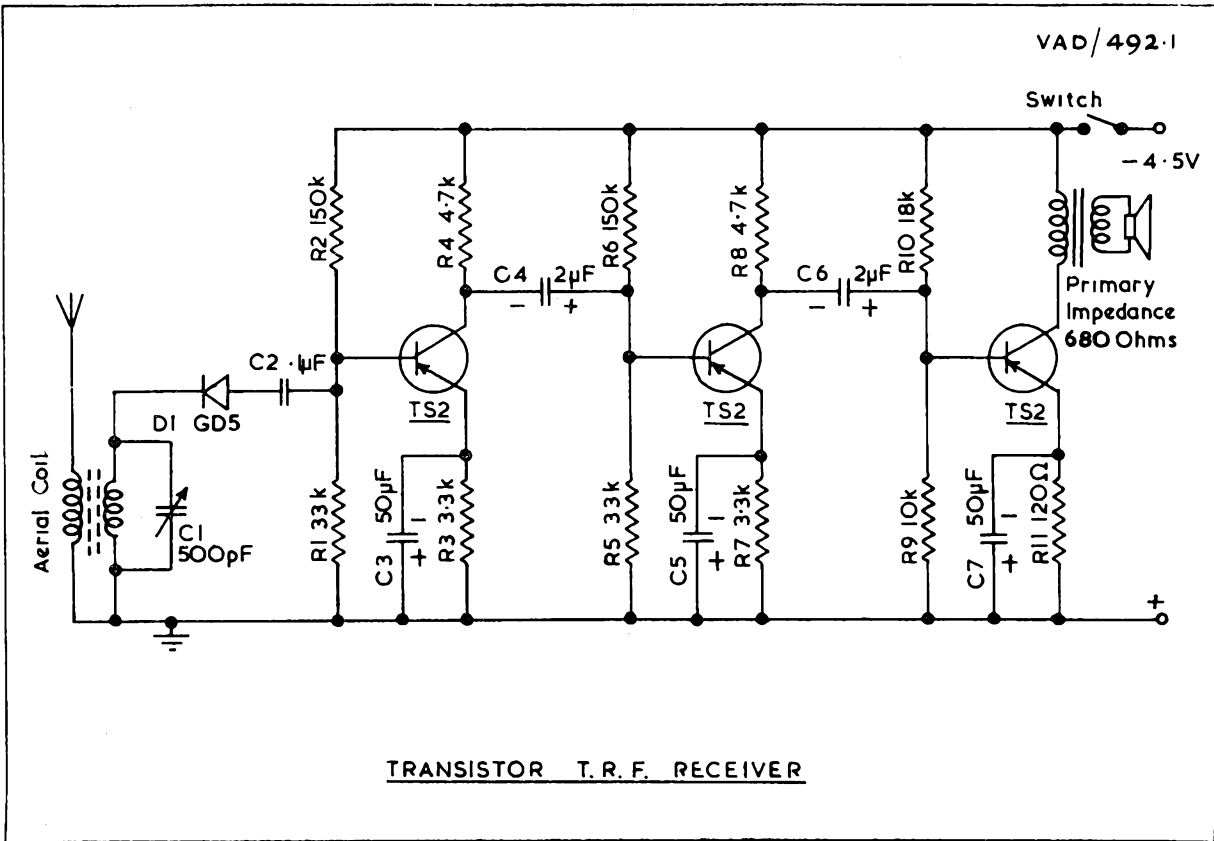 VAD/492·1
Switch
−4·5V
R2 150k
R4 4·7k
R6 150k
R8 4·7k
R10 18k
C4 2µF
− +
C6 2µF
− +
Primary
Impedance
680 Ohms
C2 ·1µF
D1 GD5
TS2
TS2
TS2
Aerial Coil
C1
500pF
R1 33k
C3 50µF
−
+
R3 3·3k
R5 33k
C5 50µF
−
+
R7 3·3k
R9 10k
C7 50µF
−
+
R11 120Ω
+
TRANSISTOR T.R.F. RECEIVER